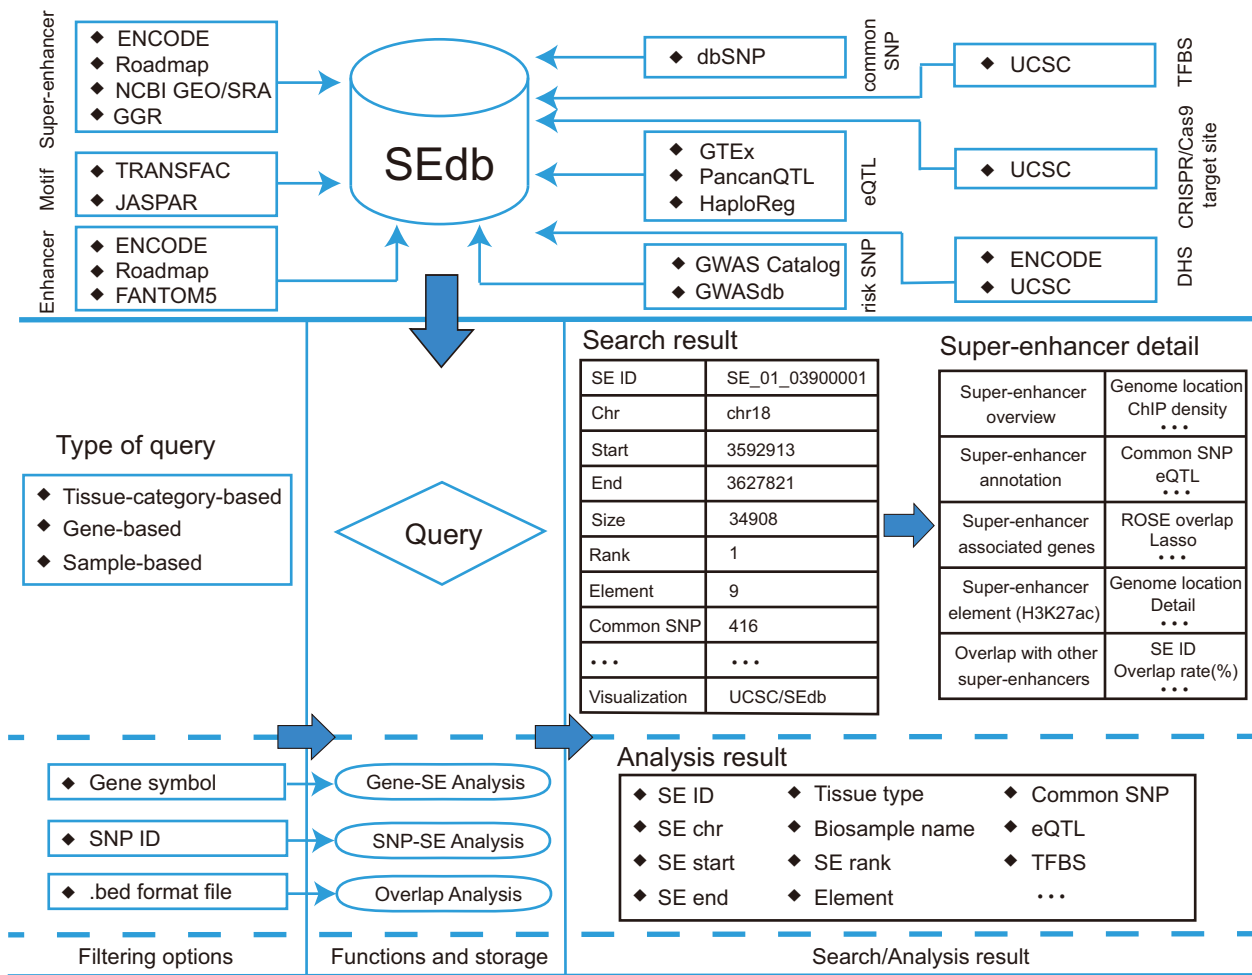 Super-enhancer
◆ ENCODE
◆ Roadmap
◆ NCBI GEO/SRA
◆ GGR
Motif
◆ TRANSFAC
◆ JASPAR
Enhancer
◆ ENCODE
◆ Roadmap
◆ FANTOM5
SEdb
◆ dbSNP
common
SNP
◆ GTEx
◆ PancanQTL
◆ HaploReg
eQTL
◆ GWAS Catalog
◆ GWASdb
risk SNP
◆ UCSC
TFBS
◆ UCSC
CRISPR/Cas9
target site
◆ ENCODE
◆ UCSC
DHS
Type of query
◆ Tissue-category-based
◆ Gene-based
◆ Sample-based
Query
Search result
SE ID SE_01_03900001
Chr chr18
Start 3592913
End 3627821
Size 34908
Rank 1
Element 9
Common SNP 416
••• •••
Visualization UCSC/SEdb
Super-enhancer detail
Super-enhancer
overview
Genome location
ChIP density
•••
Super-enhancer
annotation
Common SNP
eQTL
•••
Super-enhancer
associated genes
ROSE overlap
Lasso
•••
Super-enhancer
element (H3K27ac)
Genome location
Detail
•••
Overlap with other
super-enhancers
SE ID
Overlap rate(%)
•••
◆ Gene symbol
Gene-SE Analysis
◆ SNP ID
SNP-SE Analysis
◆ .bed format file
Overlap Analysis
Analysis result
◆ SE ID
◆ SE chr
◆ SE start
◆ SE end
◆ Tissue type
◆ Biosample name
◆ SE rank
◆ Element
◆ Common SNP
◆ eQTL
◆ TFBS
•••
Filtering options
Functions and storage
Search/Analysis result